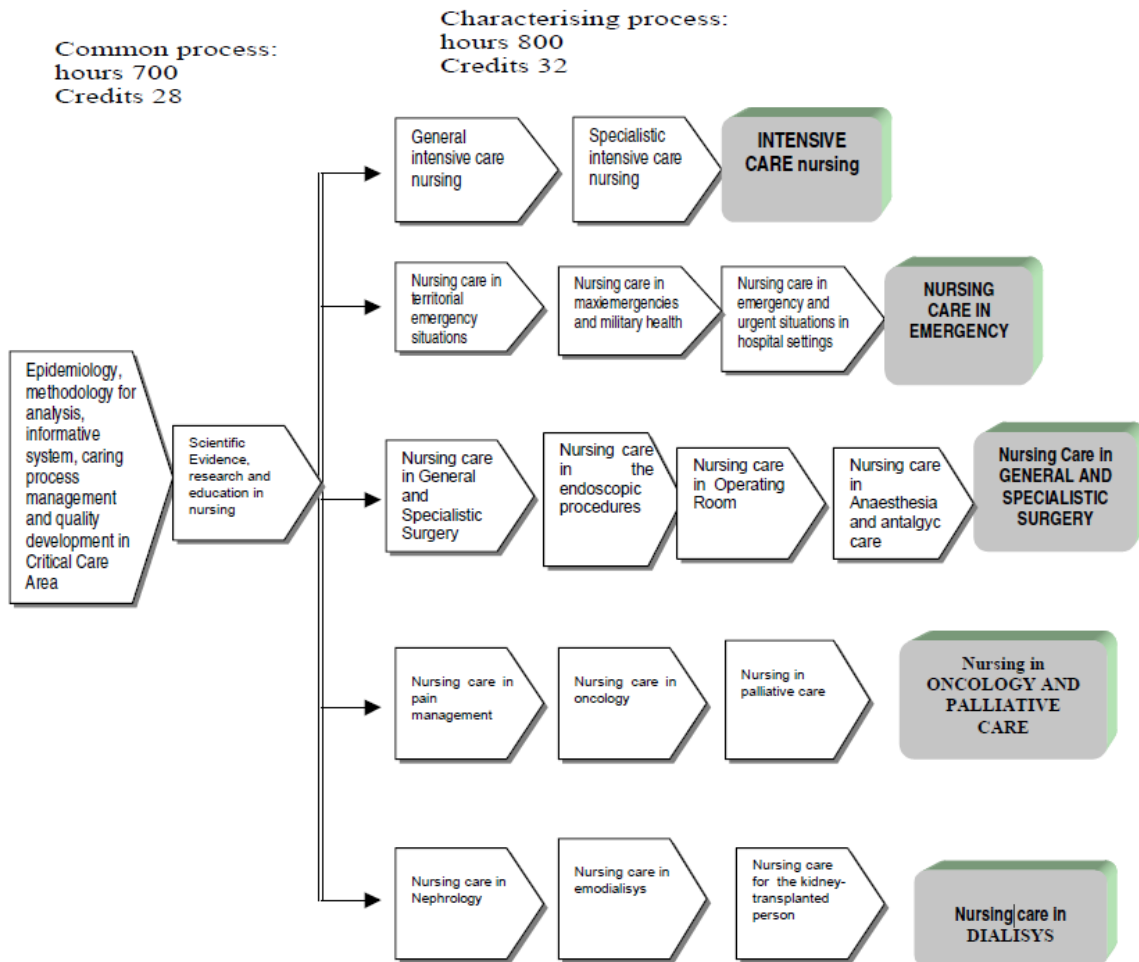 Common process:
hours 700
Credits 28
Characterising process:
hours 800
Credits 32
Epidemiology,
methodology for
analysis,
informative
system, caring
process
management
and quality
development in
Critical Care
Area
Scientific
Evidence,
research and
education in
nursing
General
intensive care
nursing
Specialistic
intensive care
nursing
INTENSIVE
CARE nursing
Nursing care in
territorial
emergency
situations
Nursing care in
maxiemergencies
and military health
Nursing care in
emergency and
urgent situations in
hospital settings
NURSING
CARE IN
EMERGENCY
Nursing care
in General
and
Specialistic
Surgery
Nursing care
in the
endoscopic
procedures
Nursing care
in Operating
Room
Nursing care
in
Anaesthesia
and antalgyc
care
Nursing Care in
GENERAL AND
SPECIALISTIC
SURGERY
Nursing care in
pain
management
Nursing care in
oncology
Nursing in
palliative care
Nursing in
ONCOLOGY AND
PALLIATIVE
CARE
Nursing care in
Nephrology
Nursing care in
emodialisys
Nursing care
for the kidney-
transplanted
person
Nursing care in
DIALISYS